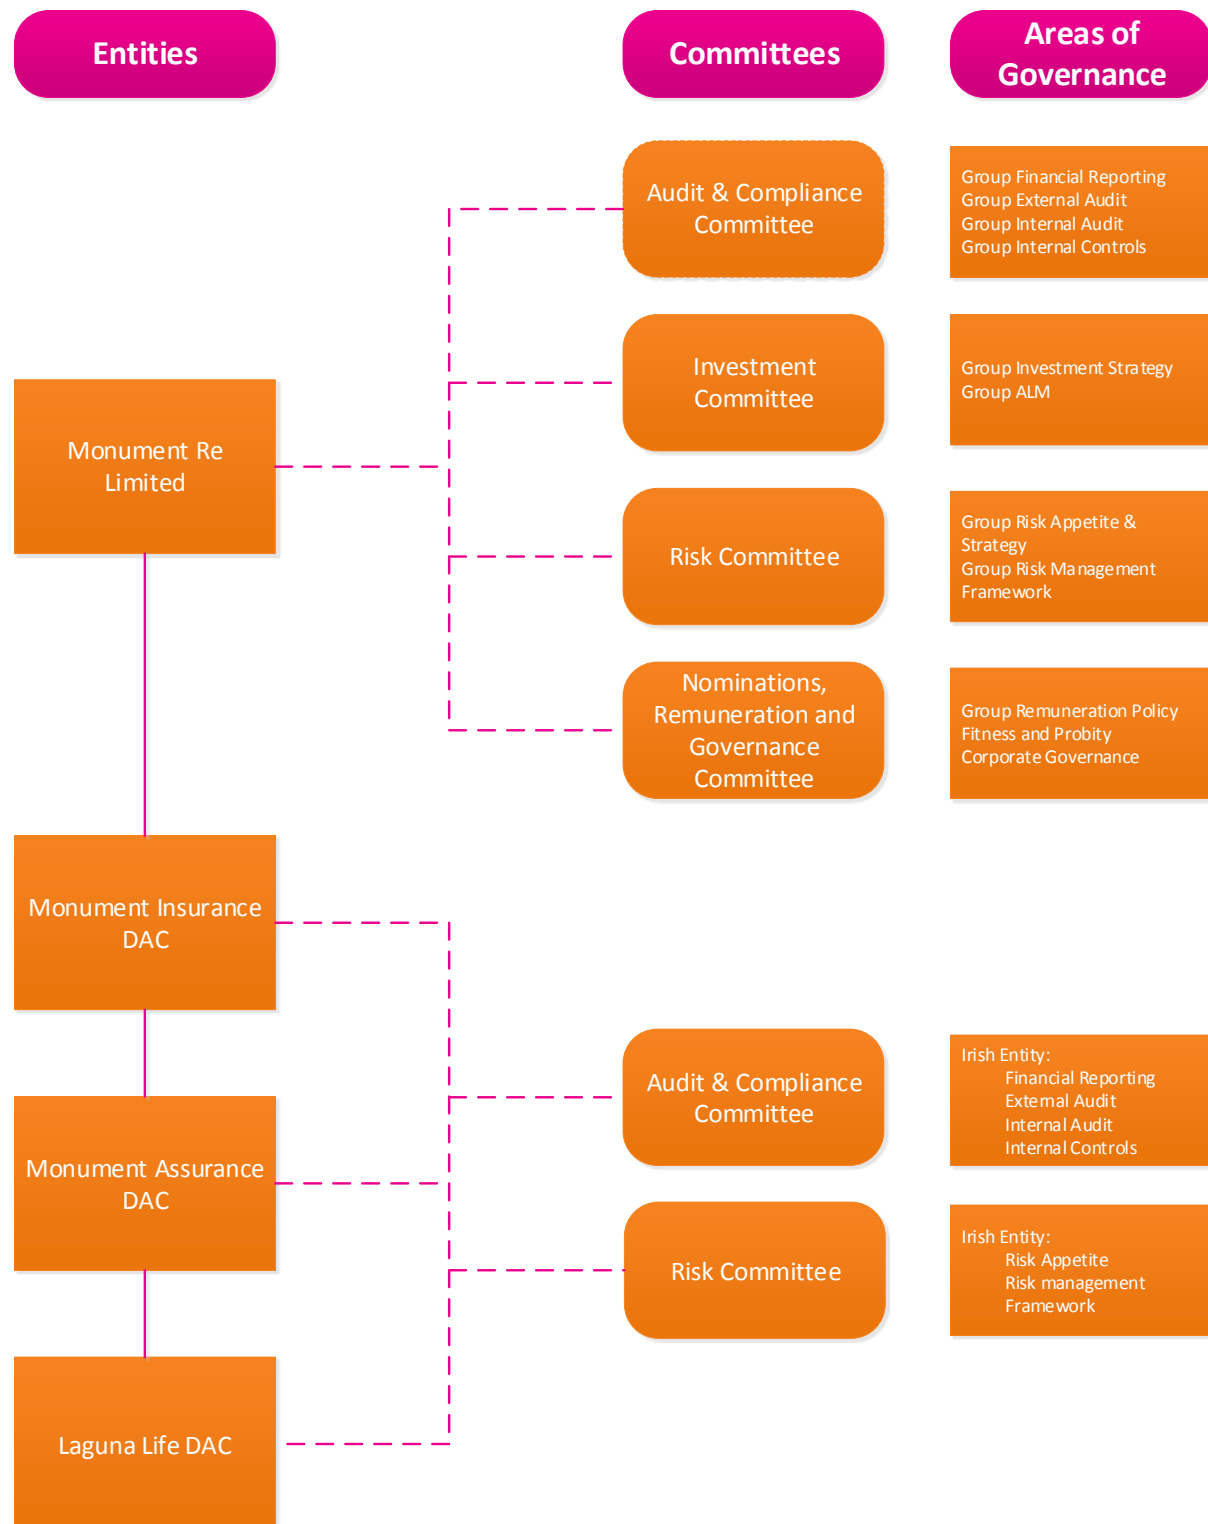 Entities
Committees
Areas of
Governance
Audit & Compliance
Committee
Group Financial Reporting
Group External Audit
Group Internal Audit
Group Internal Controls
Investment
Committee
Group Investment Strategy
Group ALM
Monument Re
Limited
Risk Committee
Group Risk Appetite &
Strategy
Group Risk Management
Framework
Nominations,
Remuneration and
Governance
Committee
Group Remuneration Policy
Fitness and Probity
Corporate Governance
Monument Insurance
DAC
Audit & Compliance
Committee
Irish Entity:
Financial Reporting
External Audit
Internal Audit
Internal Controls
Monument Assurance
DAC
Risk Committee
Irish Entity:
Risk Appetite
Risk management
Framework
Laguna Life DAC